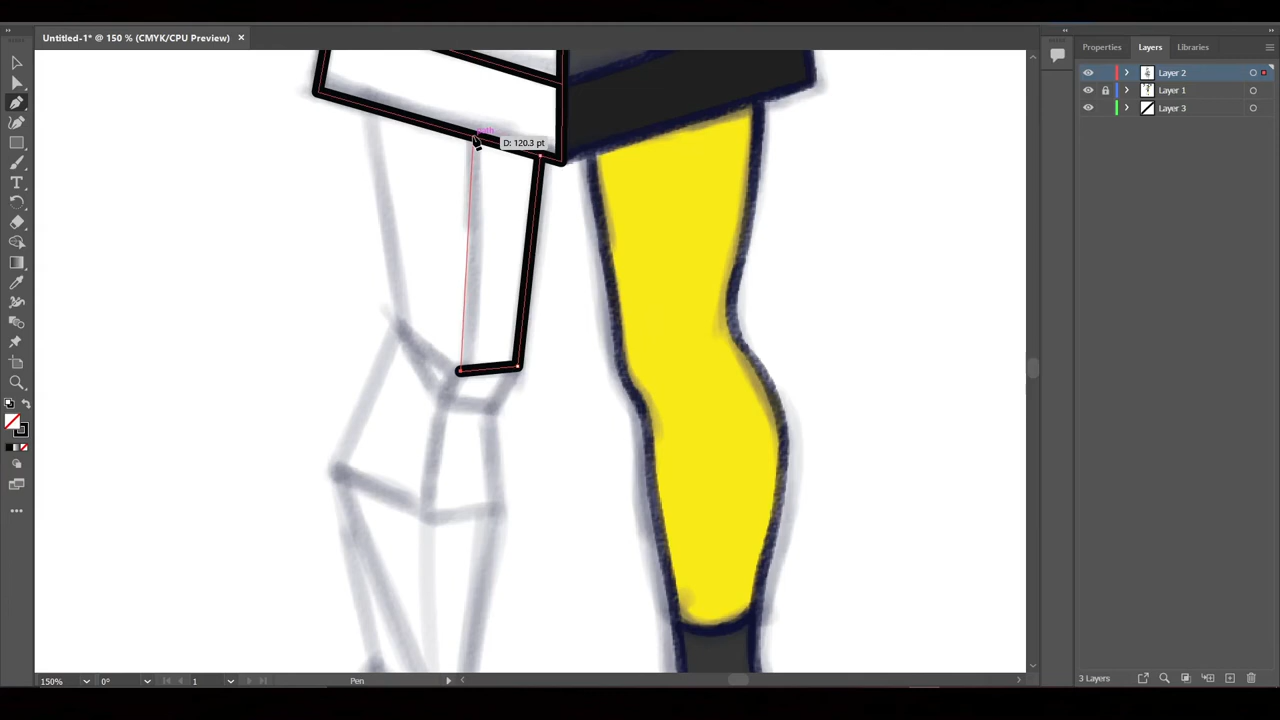 Untitled-1* @ 150 % (CMYK/CPU Preview) ×
Properties Layers Libraries
Layer 2
Layer 1
Layer 3
path
D: 120.3 pt
T
150% 0° 1 Pen
3 Layers